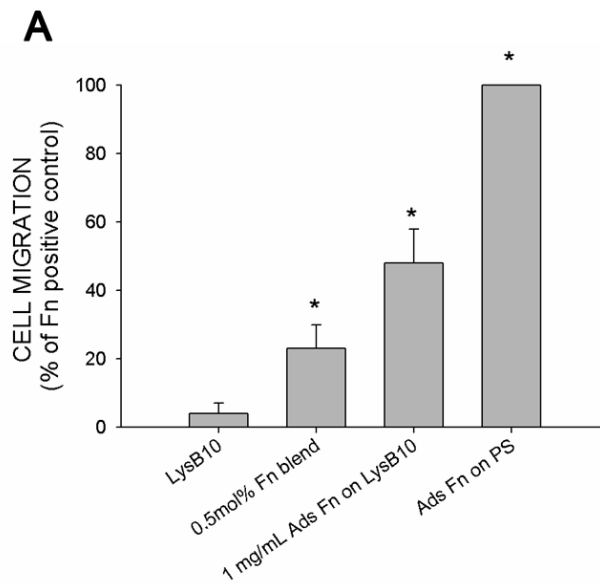 A
CELL MIGRATION
(% of Fn positive control)
100
80
60
40
20
0
*
*
*
LysB10
0.5mol% Fn blend
1 mg/mL Ads Fn on LysB10
Ads Fn on PS